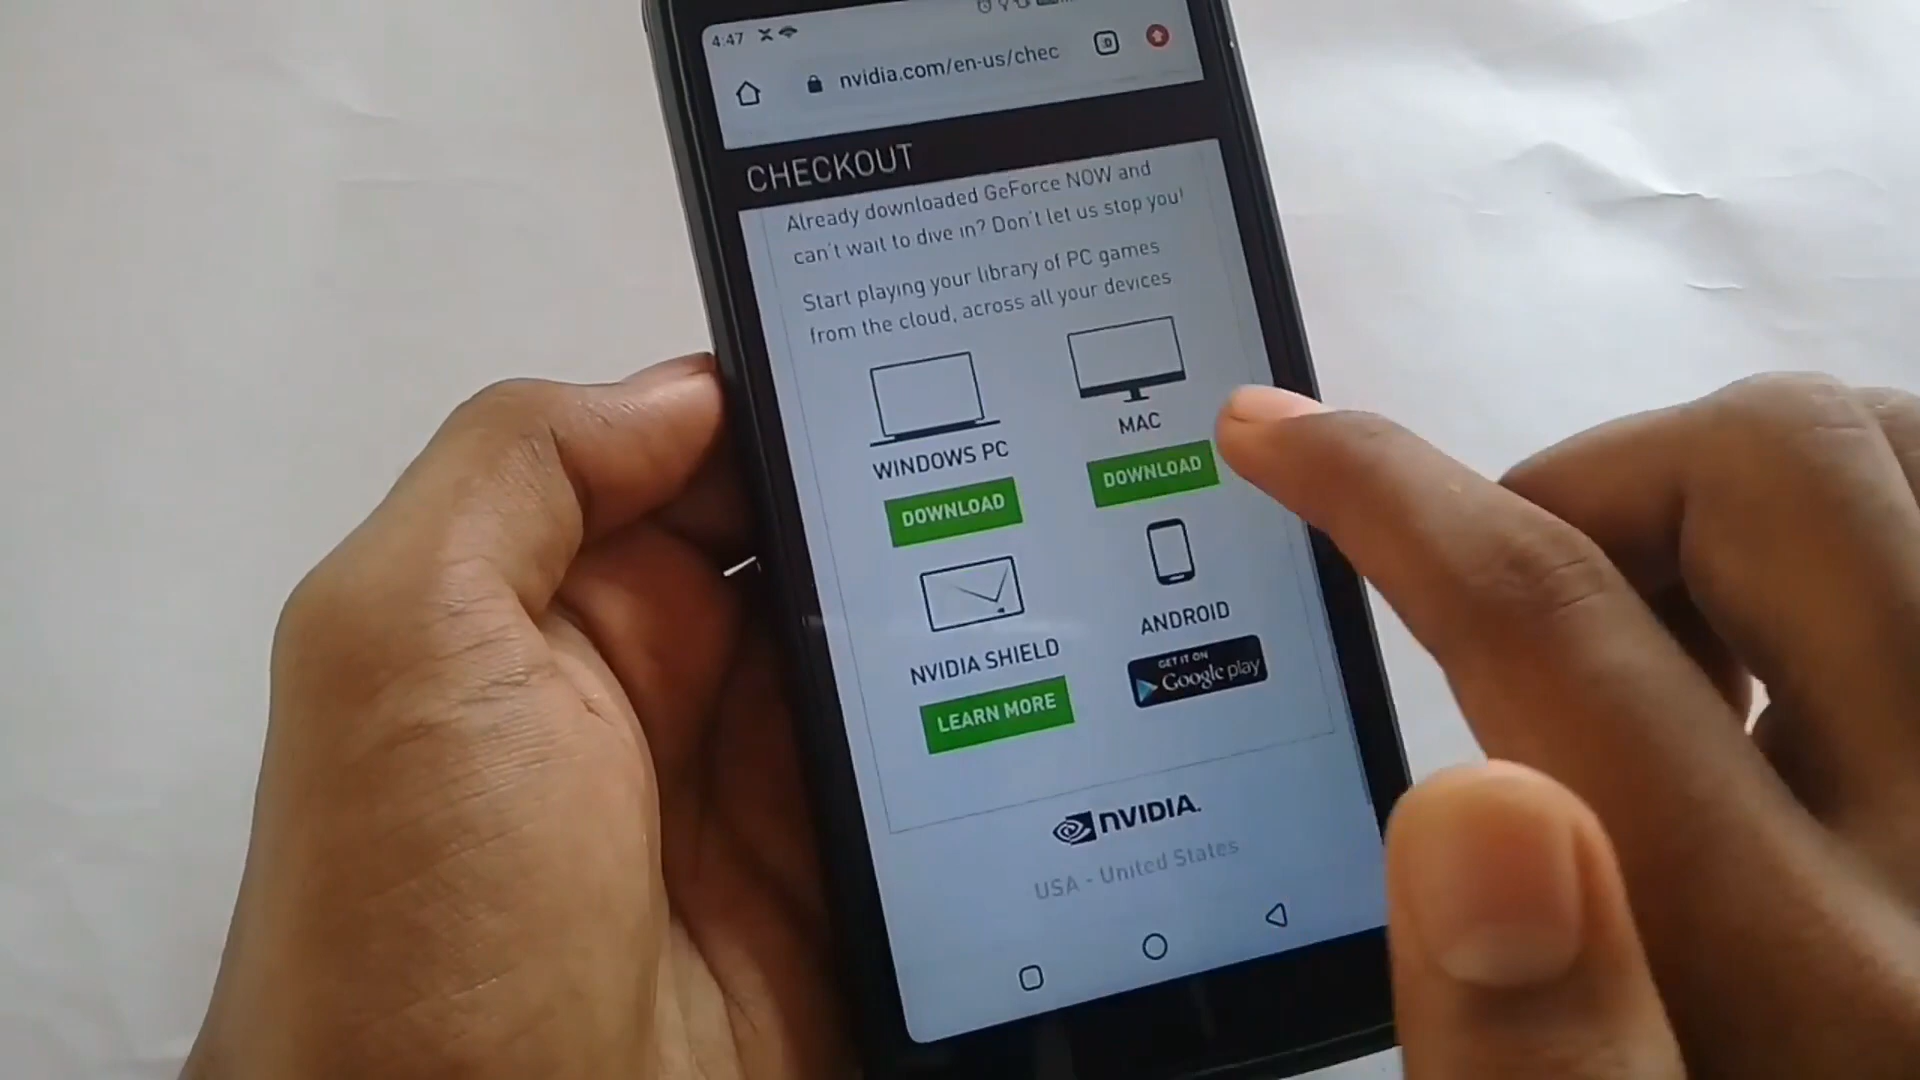 4:47
nvidia.com/en-us/chec
:D
CHECKOUT
Already downloaded GeForce NOW and
can't wait to dive in? Don't let us stop you!
Start playing your library of PC games
from the cloud, across all your devices
WINDOWS PC
MAC
DOWNLOAD
DOWNLOAD
NVIDIA SHIELD
ANDROID
LEARN MORE
GET IT ON
Google play
NVIDIA.
USA - United States